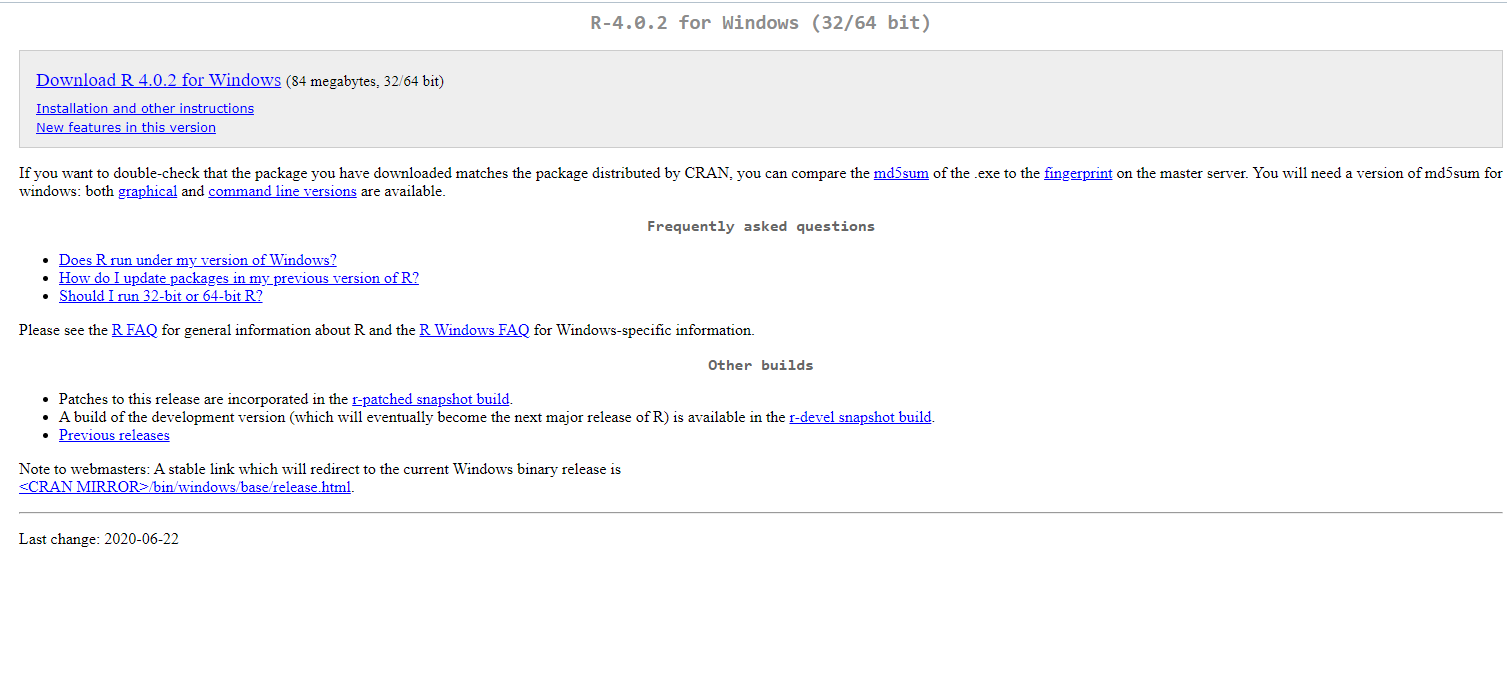 R-4.0.2 for Windows (32/64 bit)
Download R 4.0.2 for Windows (84 megabytes, 32/64 bit)
Installation and other instructions
New features in this version
If you want to double-check that the package you have downloaded matches the package distributed by CRAN, you can compare the md5sum of the .exe to the fingerprint on the master server. You will need a version of md5sum for
windows: both graphical and command line versions are available.
Frequently asked questions
• Does R run under my version of Windows?
• How do I update packages in my previous version of R?
• Should I run 32-bit or 64-bit R?
Please see the R FAQ for general information about R and the R Windows FAQ for Windows-specific information.
Other builds
• Patches to this release are incorporated in the r-patched snapshot build.
• A build of the development version (which will eventually become the next major release of R) is available in the r-devel snapshot build.
• Previous releases
Note to webmasters: A stable link which will redirect to the current Windows binary release is
<CRAN MIRROR>/bin/windows/base/release.html.
Last change: 2020-06-22